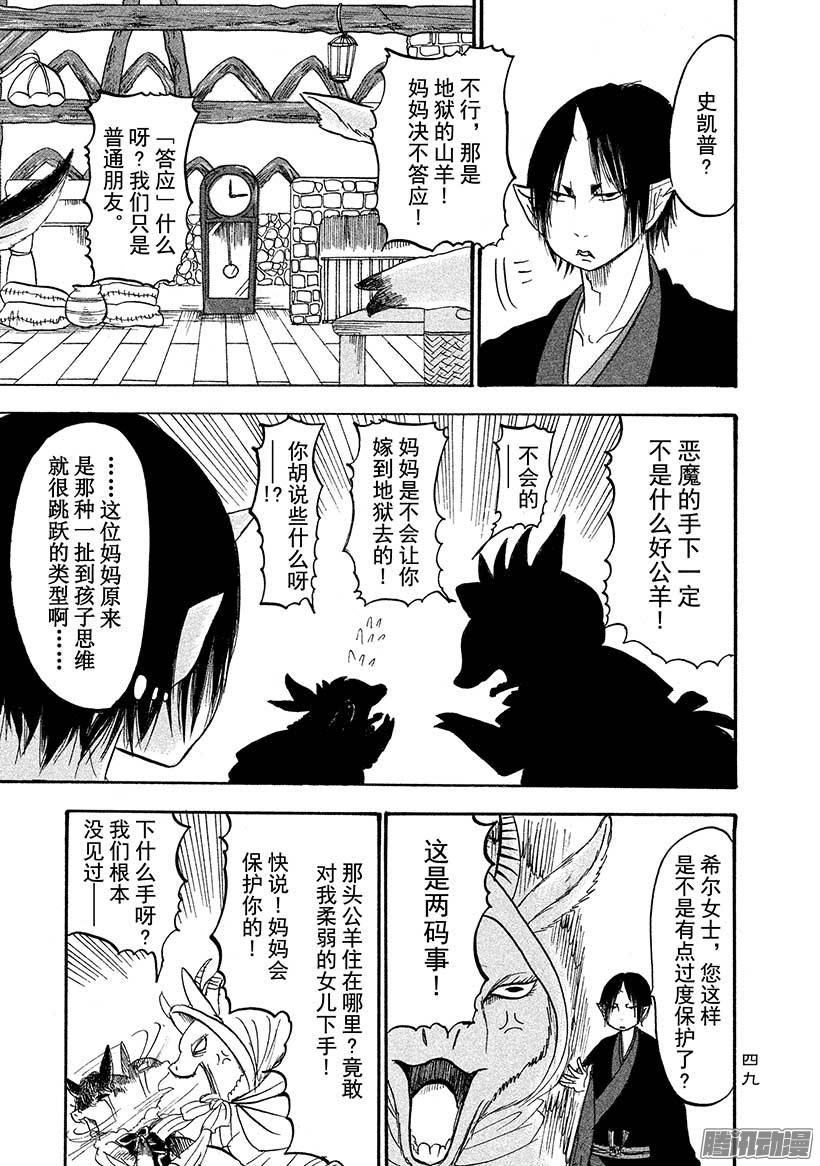 史凯普？
不行，那是
地狱的山羊！
妈妈决不答应！
「答应」什么
呀？我们只是
普通朋友。
恶魔的手下一定
不是什么好公羊！
不会的
——
妈妈是不会让你
嫁到地狱去的！
你胡说些什么呀
——!?
……这位妈妈原来
是那种一扯到孩子思维
就很跳跃的类型啊……
希尔女士，您这样
是不是有点过度保护了？
这是两码事！
那头公羊住在哪里？竟敢
对我柔弱的女儿下手！
快说！妈妈会
保护你的！
下什么手呀？
我们根本
没见过——
四九
腾讯动漫